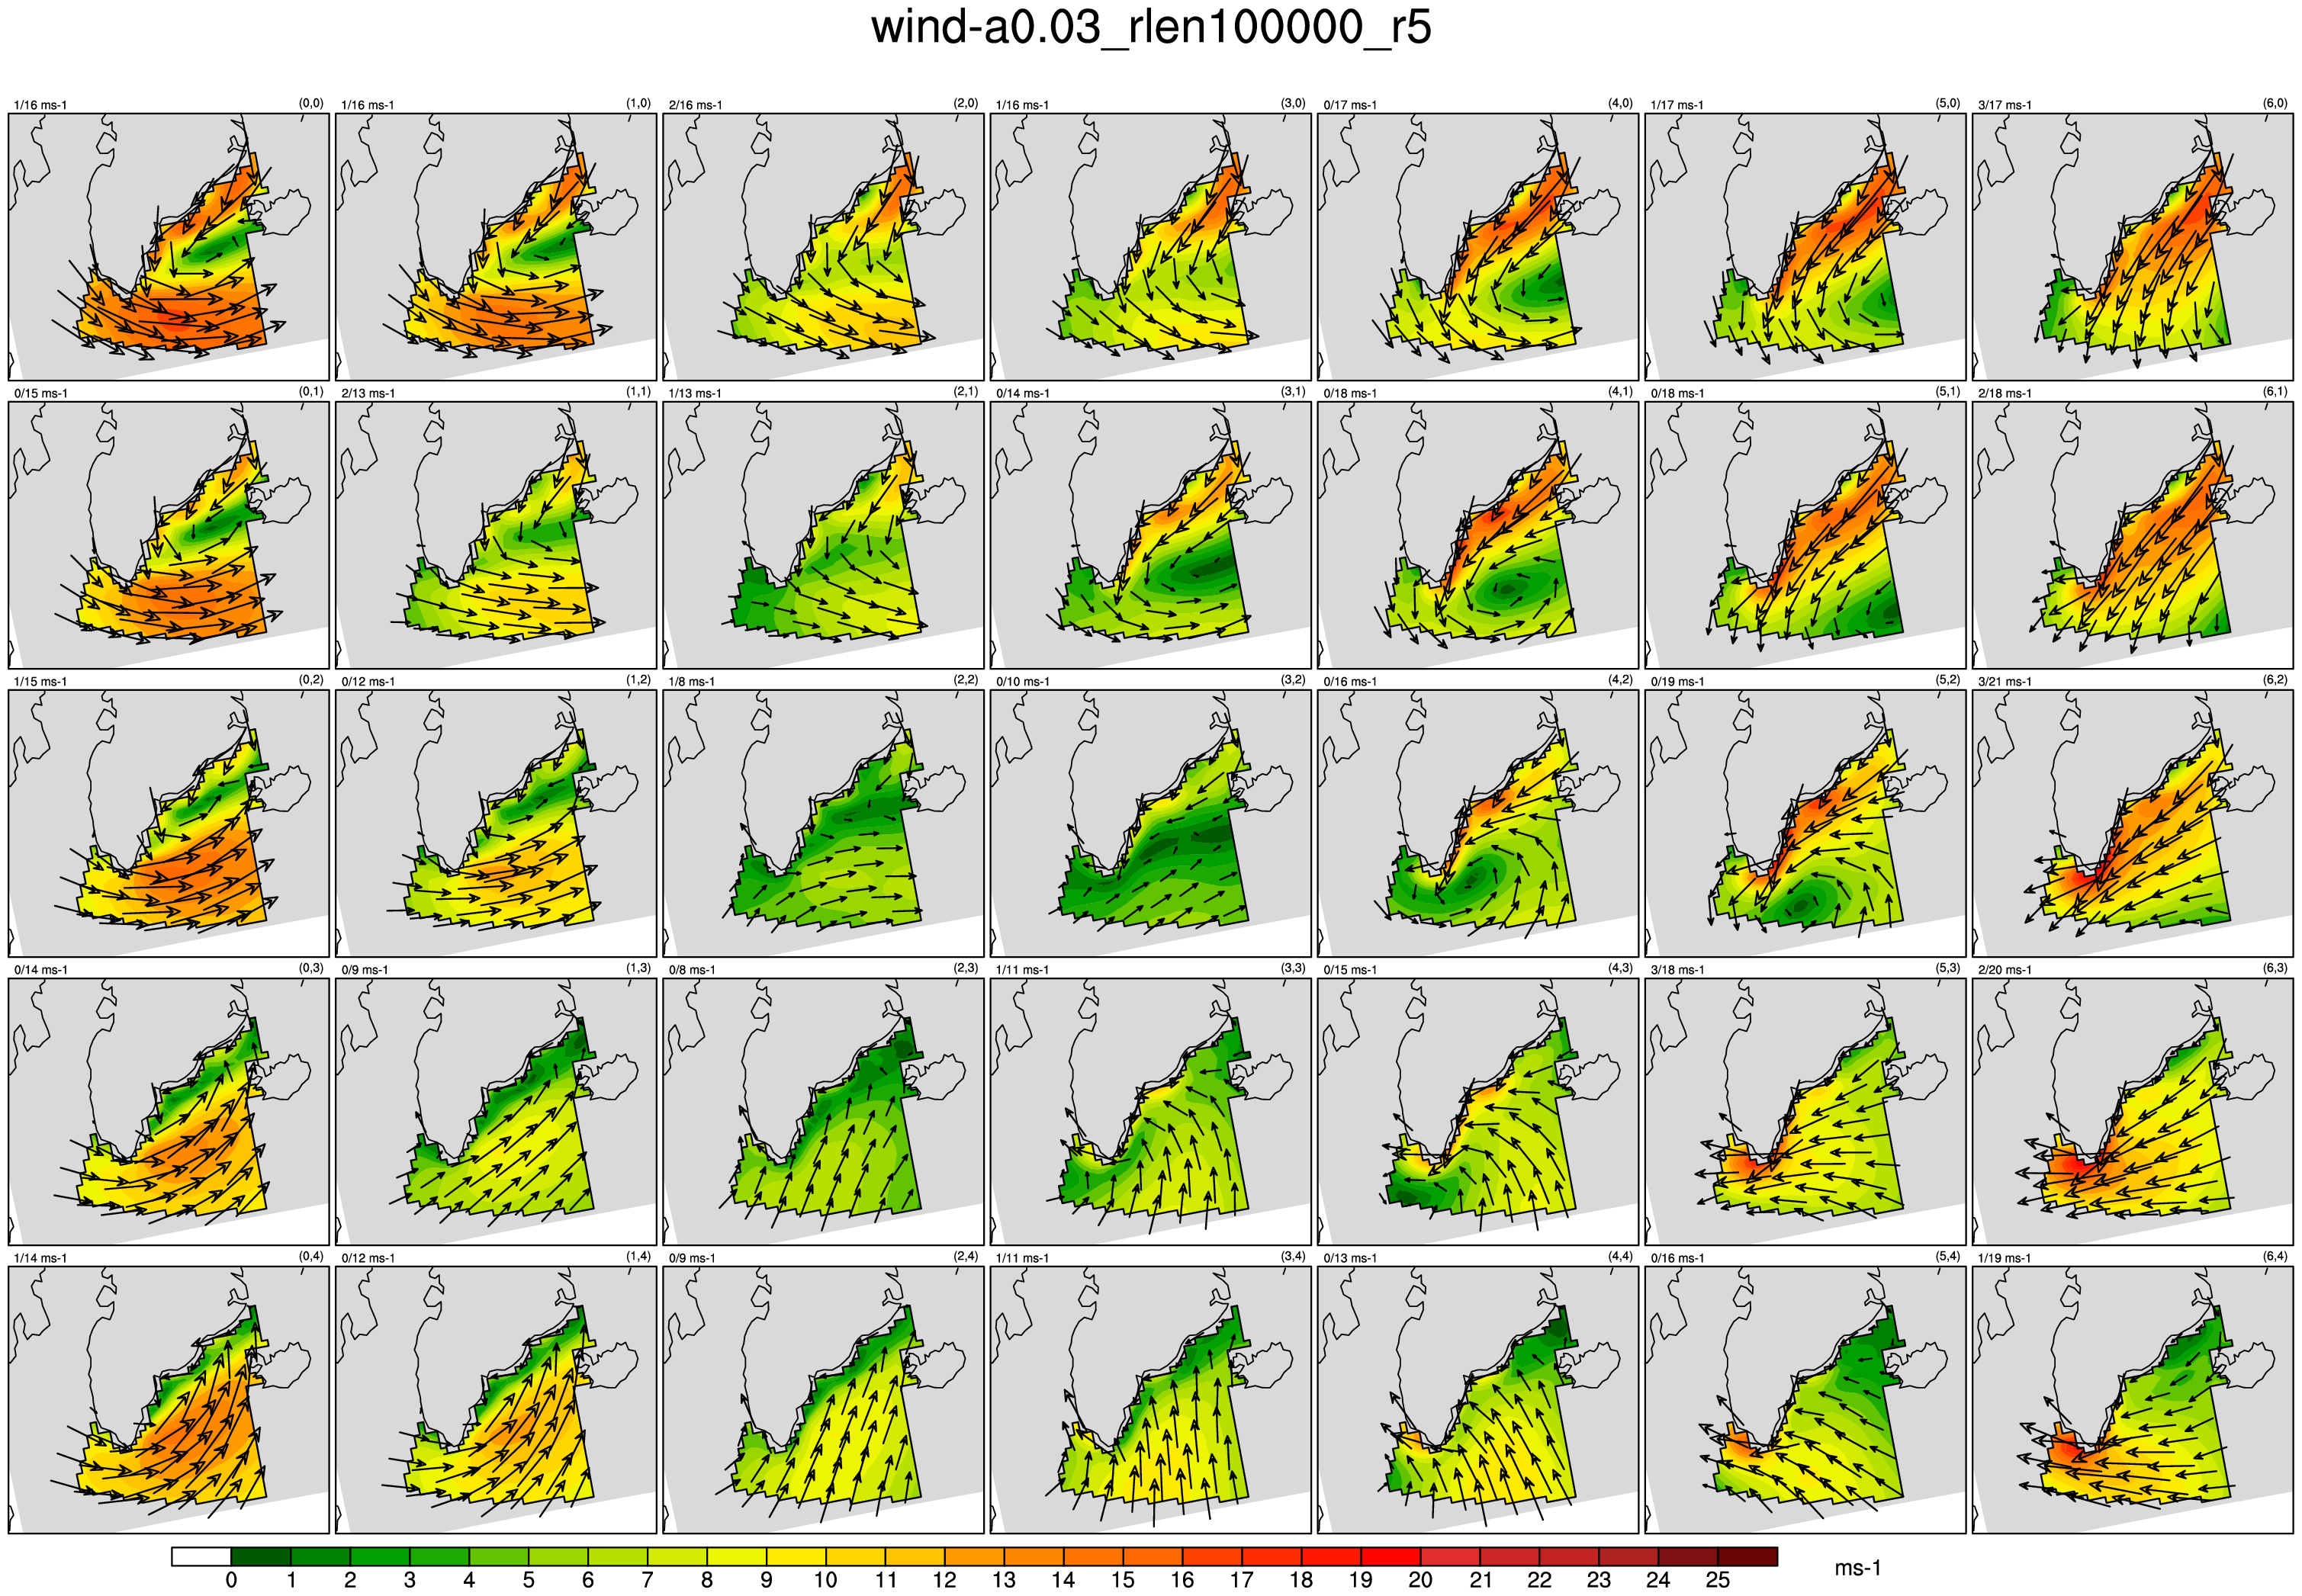 wind-a0.03_rlen100000_r5
1/16 ms-1 (0,0) 1/16 ms-1 (1,0) 2/16 ms-1 (2,0) 1/16 ms-1 (3,0) 0/17 ms-1 (4,0) 1/17 ms-1 (5,0) 3/17 ms-1 (6,0)
0/15 ms-1 (0,1) 2/13 ms-1 (1,1) 1/13 ms-1 (2,1) 0/14 ms-1 (3,1) 0/18 ms-1 (4,1) 0/18 ms-1 (5,1) 2/18 ms-1 (6,1)
1/15 ms-1 (0,2) 0/12 ms-1 (1,2) 1/8 ms-1 (2,2) 0/10 ms-1 (3,2) 0/16 ms-1 (4,2) 0/19 ms-1 (5,2) 3/21 ms-1 (6,2)
0/14 ms-1 (0,3) 0/9 ms-1 (1,3) 0/8 ms-1 (2,3) 1/11 ms-1 (3,3) 0/15 ms-1 (4,3) 3/18 ms-1 (5,3) 2/20 ms-1 (6,3)
1/14 ms-1 (0,4) 0/12 ms-1 (1,4) 0/9 ms-1 (2,4) 1/11 ms-1 (3,4) 0/13 ms-1 (4,4) 0/16 ms-1 (5,4) 1/19 ms-1 (6,4)
0 1 2 3 4 5 6 7 8 9 10 11 12 13 14 15 16 17 18 19 20 21 22 23 24 25 ms-1